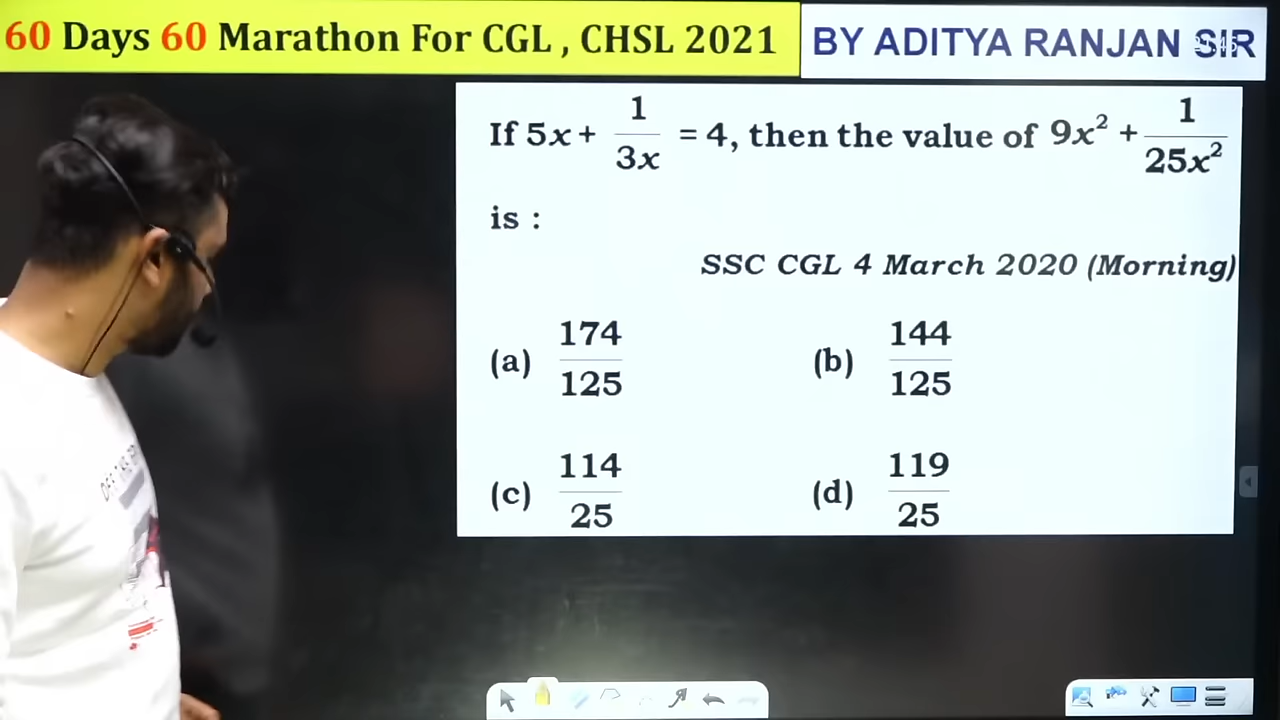 60 Days 60 Marathon For CGL , CHSL 2021
BY ADITYA RANJAN SIR
If 5x + 1/3x = 4, then the value of 9x² + 1/25x²
is :
SSC CGL 4 March 2020 (Morning)
(a) 174/125
(b) 144/125
(c) 114/25
(d) 119/25